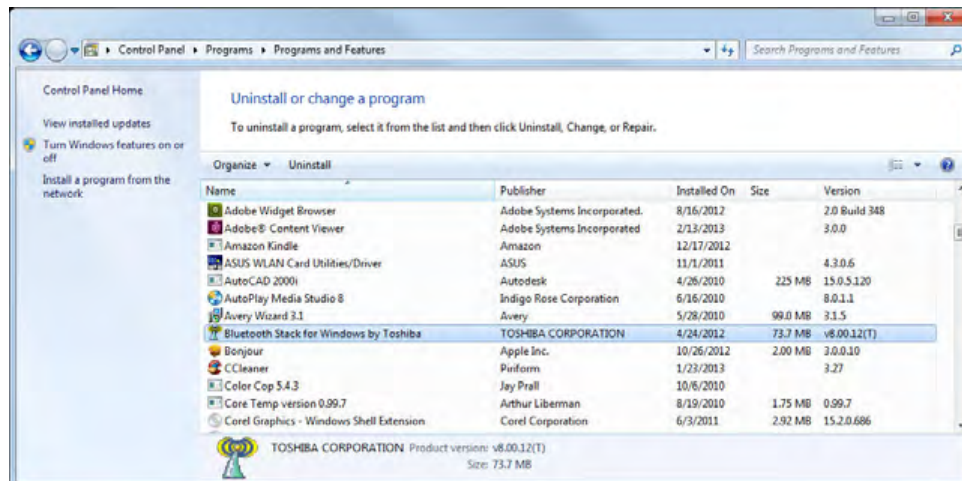 Control Panel ▸ Programs ▸ Programs and Features
Search Programs and Features
Control Panel Home
View installed updates
Turn Windows features on or
off
Install a program from the
network
Uninstall or change a program
To uninstall a program, select it from the list and then click Uninstall, Change, or Repair.
Organize Uninstall
Name Publisher Installed On Size Version
Adobe Widget Browser Adobe Systems Incorporated. 8/16/2012 2.0 Build 348
Adobe® Content Viewer Adobe Systems Incorporated 2/13/2013 3.0.0
Amazon Kindle Amazon 12/17/2012
ASUS WLAN Card Utilities/Driver ASUS 11/1/2011 4.3.0.6
AutoCAD 2000i Autodesk 4/26/2010 225 MB 15.0.5.120
AutoPlay Media Studio 8 Indigo Rose Corporation 6/16/2010 8.0.1.1
Avery Wizard 3.1 Avery 5/28/2010 99.0 MB 3.1.5
Bluetooth Stack for Windows by Toshiba TOSHIBA CORPORATION 4/24/2012 73.7 MB v8.00.12(T)
Bonjour Apple Inc. 10/26/2012 2.00 MB 3.0.0.10
CCleaner Piriform 1/23/2013 3.27
Color Cop 5.4.3 Jay Prall 10/6/2010
Core Temp version 0.99.7 Arthur Liberman 8/19/2010 1.75 MB 0.99.7
Corel Graphics - Windows Shell Extension Corel Corporation 6/3/2011 2.92 MB 15.2.0.686
TOSHIBA CORPORATION Product version: v8.00.12(T)
Size: 73.7 MB